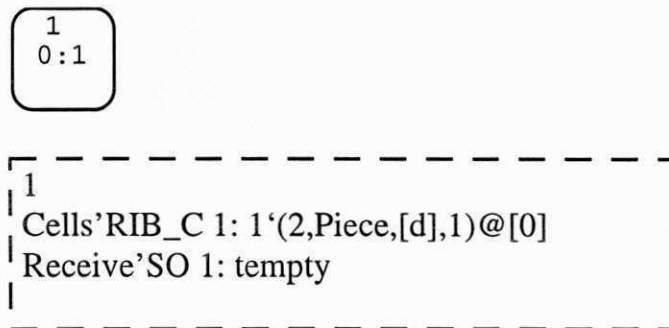 1
0:1
1
Cells’RIB_C 1: 1‘(2,Piece,[d],1)@[0]
Receive’SO 1: tempty